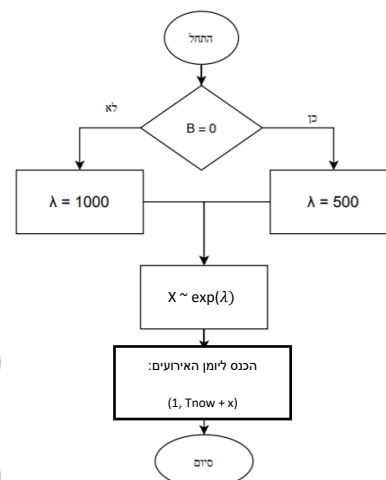 התחל
לא
כן
B = 0
λ = 1000
λ = 500
X ~ exp(λ)
הכנס ליומן האירועים:
(1, Tnow + x)
סיום